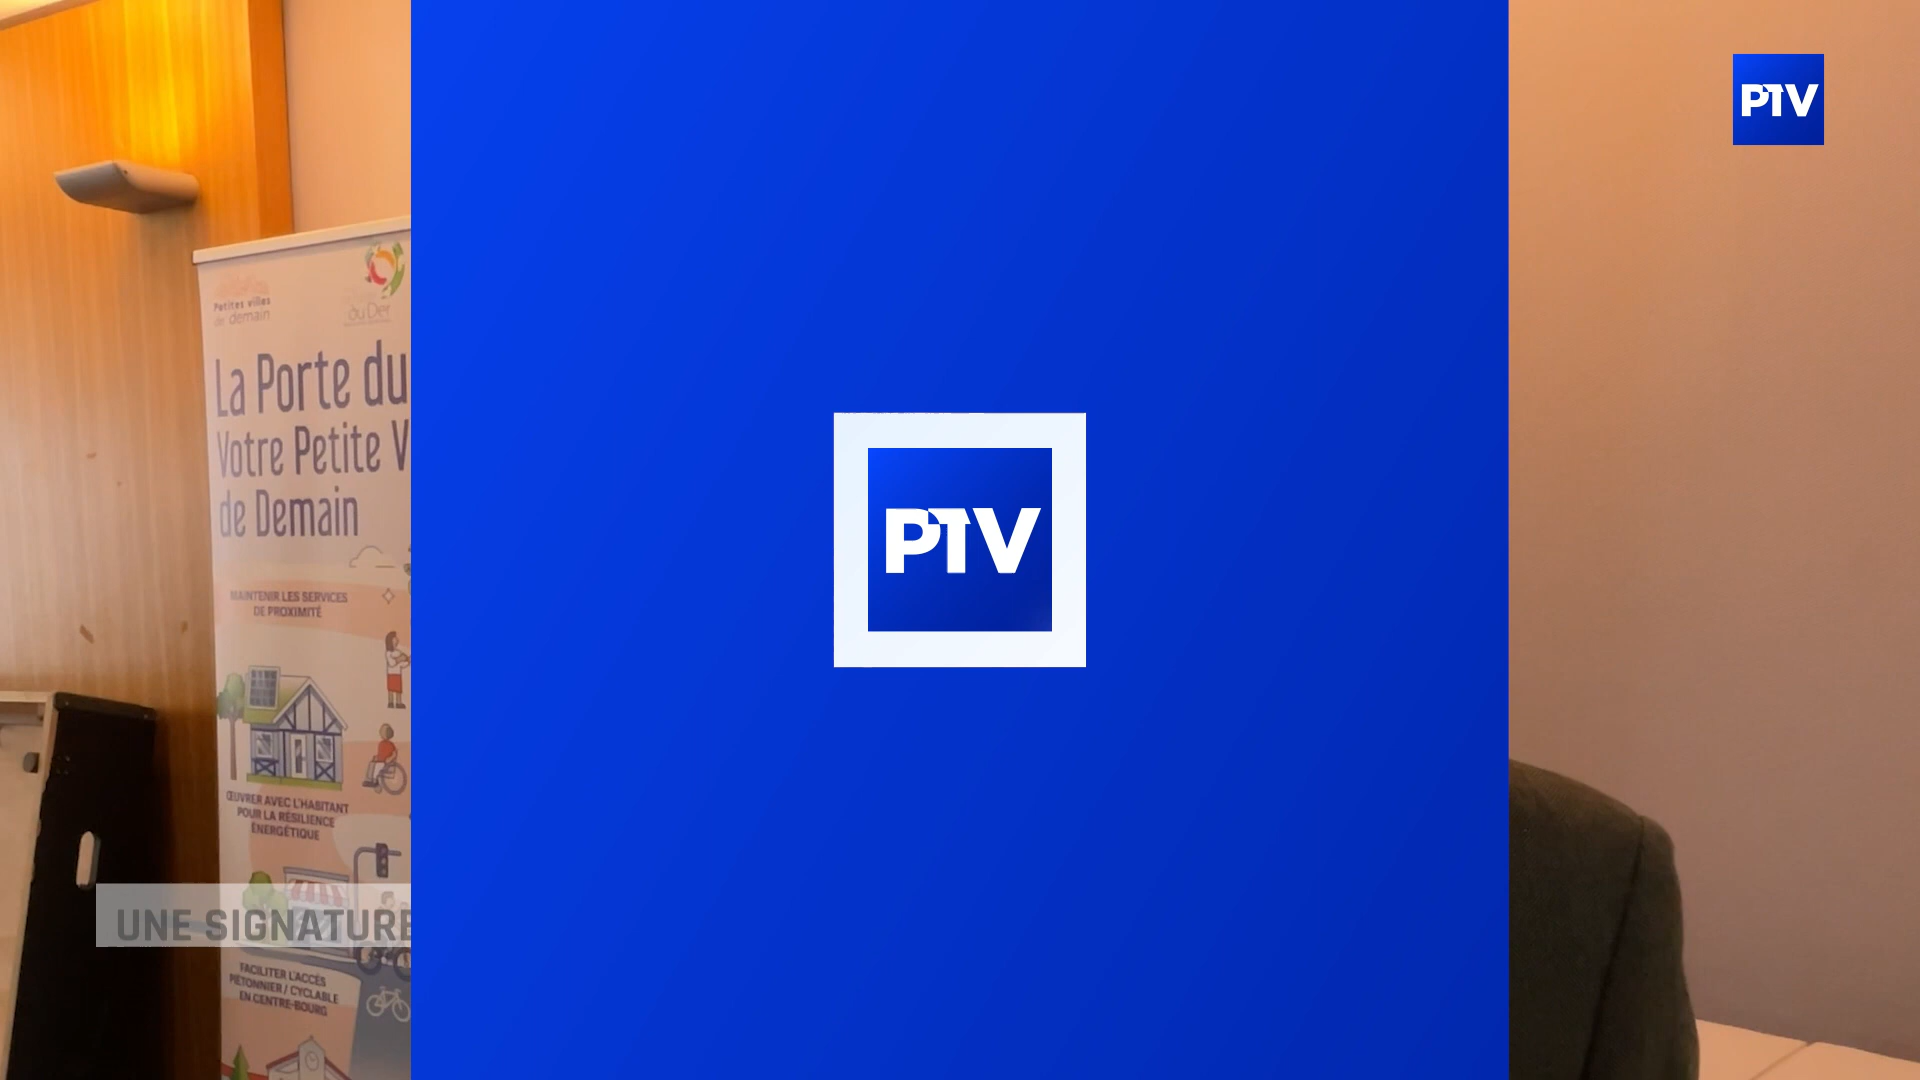 PTV
Petites villes
de demain
du Der
La Porte du
Votre Petite V
de Demain
PTV
MAINTENIR LES SERVICES
DE PROXIMITÉ
ŒUVRER AVEC L'HABITANT
POUR LA RÉSILIENCE
ÉNERGÉTIQUE
UNE SIGNATURE
FACILITER L'ACCÈS
PIÉTONNIER / CYCLABLE
EN CENTRE-BOURG